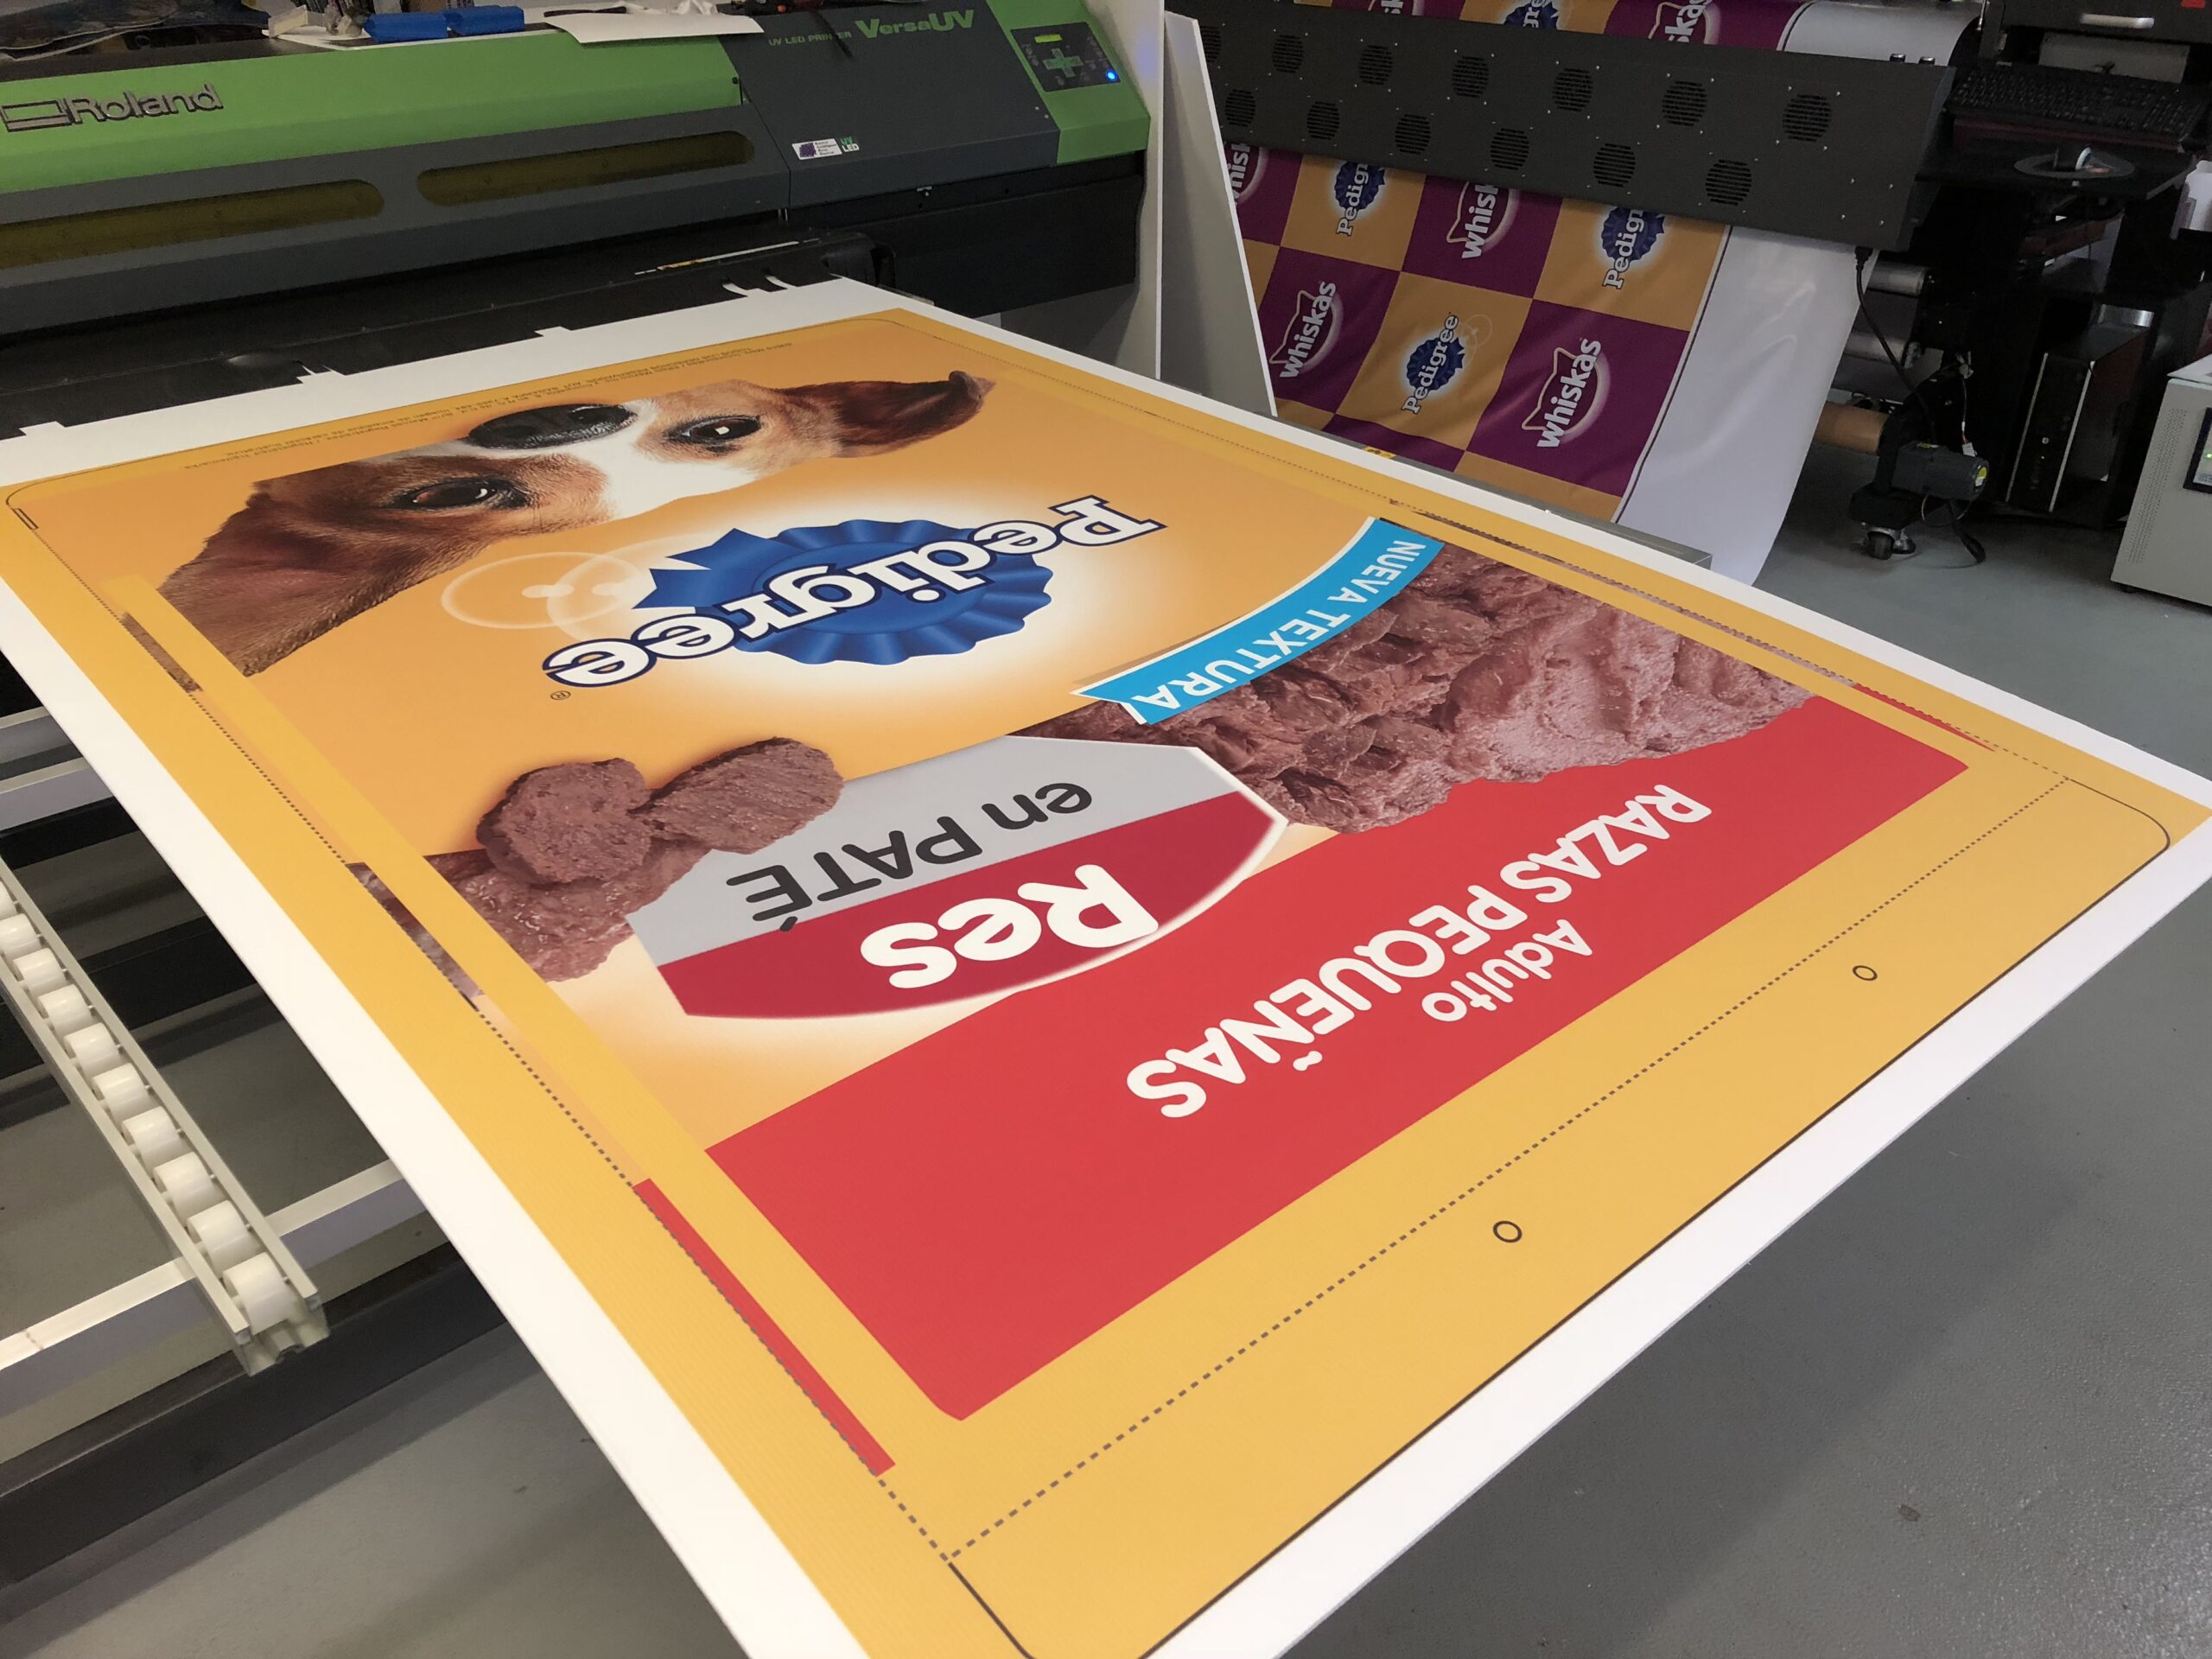 Roland
UV LED PRINTER VersaUV
UV
LED
Pedigree®
NUEVA TEXTURA
en PATÉ
Res
Adulto
RAZAS PEQUEÑAS
whiskas
Pedigree
whiskas
Pedigree
whiskas
Pedigree
whiskas